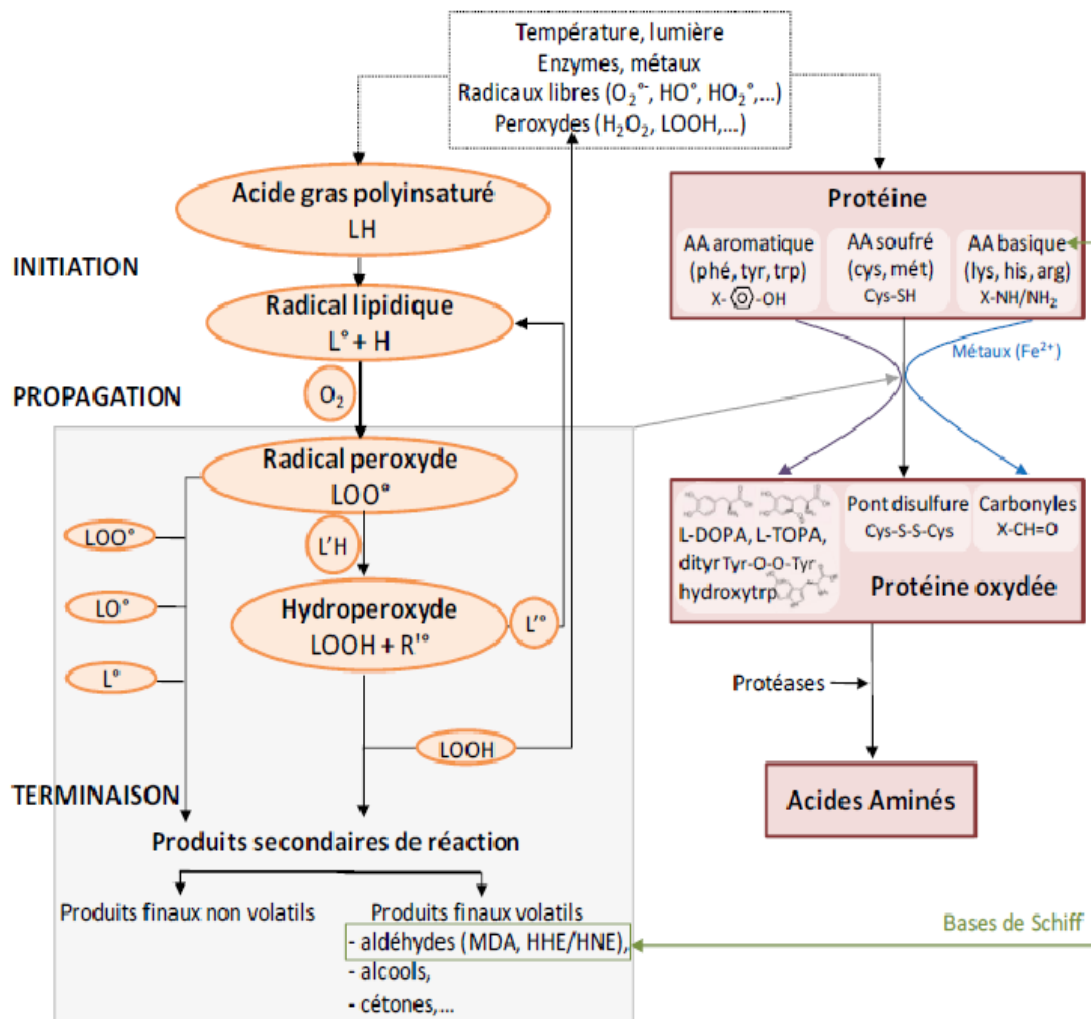 Température, lumière
Enzymes, métaux
Radicaux libres (O₂°⁻, HO°, HO₂°,...)
Peroxydes (H₂O₂, LOOH,...)
Acide gras polyinsaturé
LH
INITIATION
Radical lipidique
L° + H
O₂
PROPAGATION
Radical peroxyde
LOO°
LOO°
L'H
LO°
Hydroperoxyde
LOOH + R'°
L'°
L°
LOOH
TERMINAISON
Produits secondaires de réaction
Produits finaux non volatils
Produits finaux volatils
- aldéhydes (MDA, HHE/HNE),
- alcools,
- cétones,...
Protéine
AA aromatique
(phé, tyr, trp)
X- -OH
AA soufré
(cys, mét)
Cys-SH
AA basique
(lys, his, arg)
X-NH/NH₂
Métaux (Fe²⁺)
L-DOPA, L-TOPA,
dityr Tyr-O-O-Tyr
hydroxytrp
Pont disulfure
Cys-S-S-Cys
Carbonyles
X-CH=O
Protéine oxydée
Protéases
Acides Aminés
Bases de Schiff